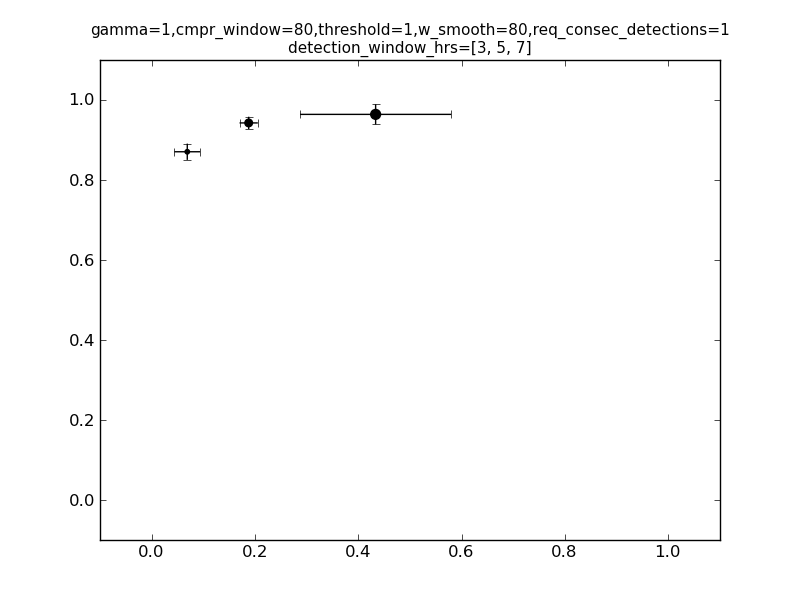 gamma=1,cmpr_window=80,threshold=1,w_smooth=80,req_consec_detections=1
detection_window_hrs=[3, 5, 7]
1.0
0.8
0.6
0.4
0.2
0.0
0.0 0.2 0.4 0.6 0.8 1.0